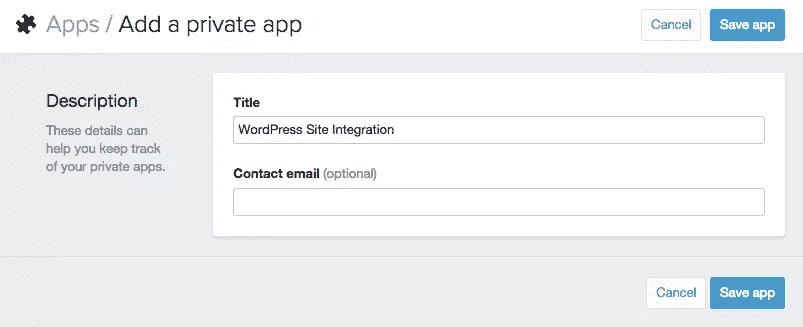 Apps / Add a private app
Cancel
Save app
Description
These details can
help you keep track
of your private apps.
Title
WordPress Site Integration
Contact email (optional)
Cancel
Save app